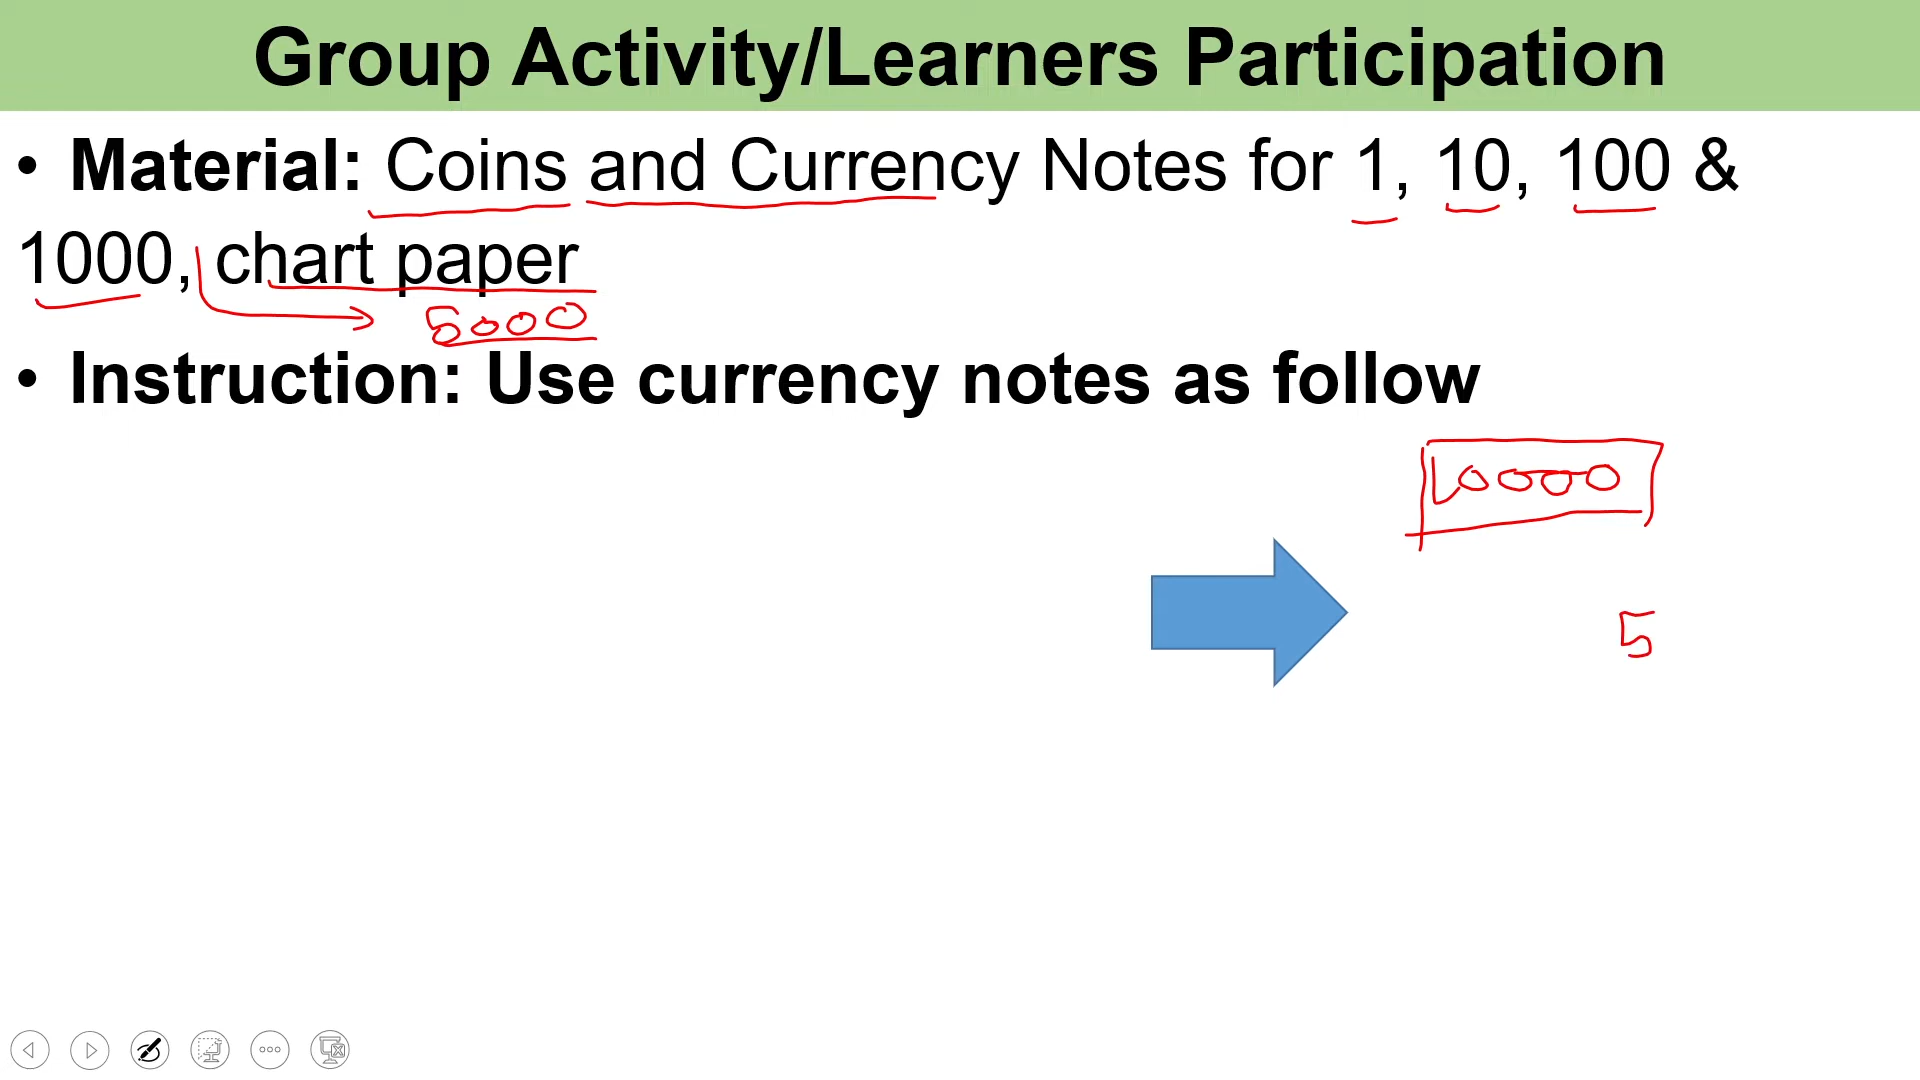 Group Activity/Learners Participation
• Material: Coins and Currency Notes for 1, 10, 100 &
1000, chart paper
5000
• Instruction: Use currency notes as follow
10000
5